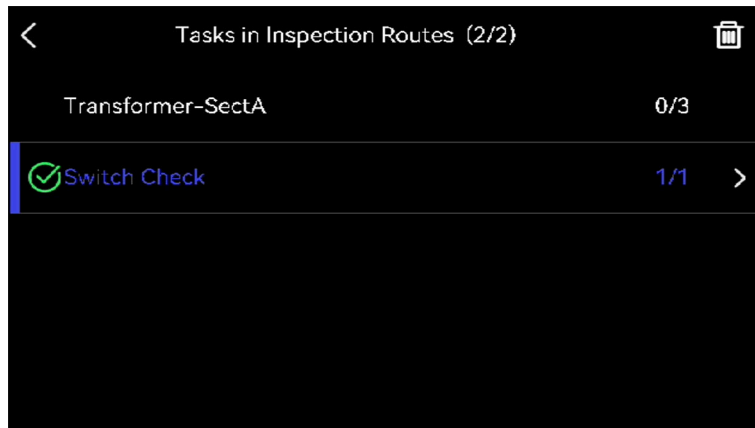 Tasks in Inspection Routes (2/2)
Transformer-SectA 0/3
Switch Check 1/1